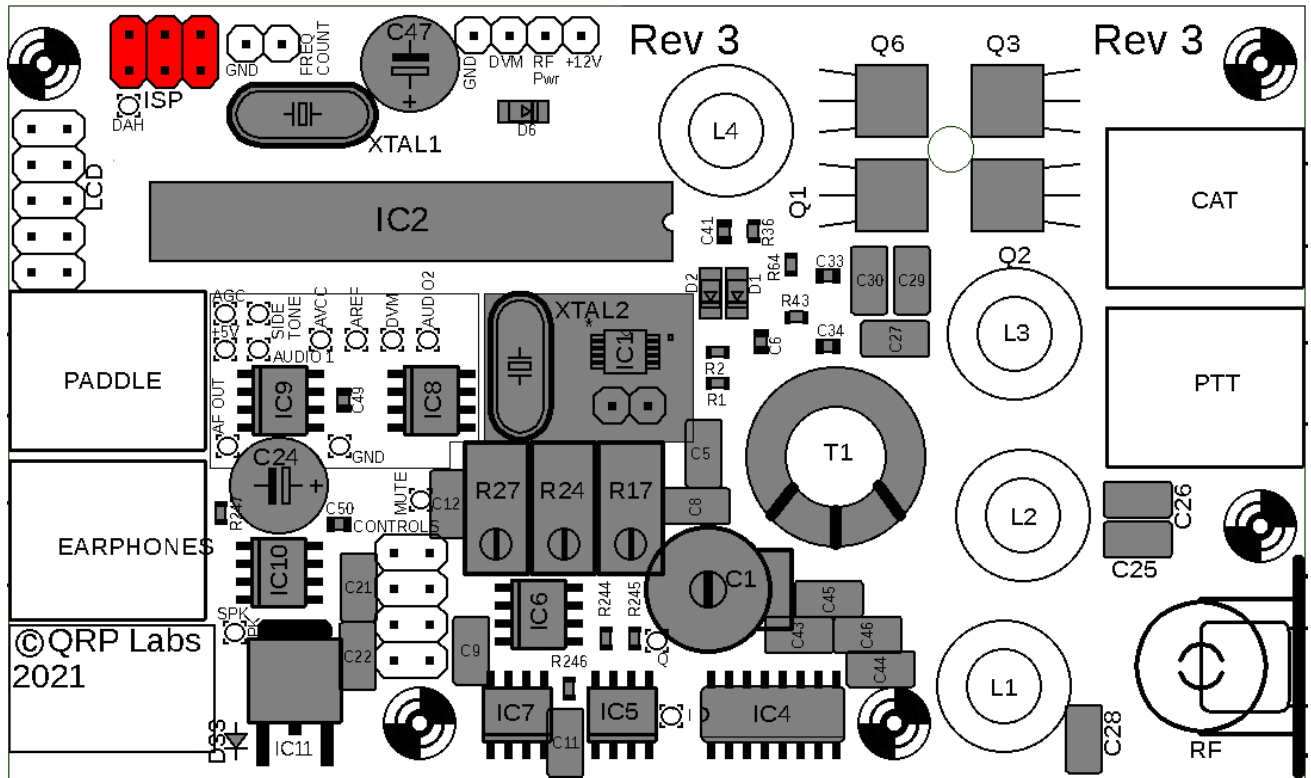 C47
FREQ
COUNT
GND
GND
DVM
RF
Pwr
+12V
Rev 3
Q6
Q3
Rev 3
ISP
DAH
XTAL1
D6
L4
LCD
IC2
C41
R36
Q1
Q2
CAT
R64
C33
C30
C29
D2
D1
R43
C6
C34
C27
L3
AGC
+5V
SIDE
TONE
AVCC
AREF
DVM
AUDIO2
AUDIO 1
XTAL2
*
IC1
R2
R1
PADDLE
AF OUT
IC9
C49
IC8
GND
PTT
T1
C24
+
C5
C8
R247
C50
MUTE
C12
R27
R24
R17
CONTROLS
L2
C26
C25
EARPHONES
IC10
C21
C1
IC6
R244
R245
C45
C43
C46
C44
SPK
C22
C9
R246
Q
I
L1
©QRP Labs
2021
D33
IC11
IC7
C11
IC5
IC4
C28
RF